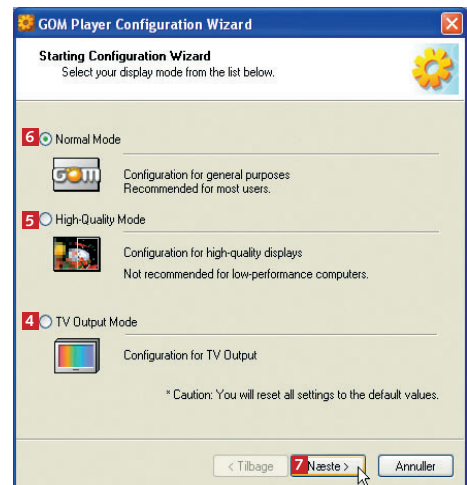 GOM Player Configuration Wizard
Starting Configuration Wizard
Select your display mode from the list below.
6 Normal Mode
GOM
Configuration for general purposes
Recommended for most users.
5 High-Quality Mode
Configuration for high-quality displays
Not recommended for low-performance computers.
4 TV Output Mode
Configuration for TV Output
* Caution: You will reset all settings to the default values.
< Tilbage 7 Næste > Annuller